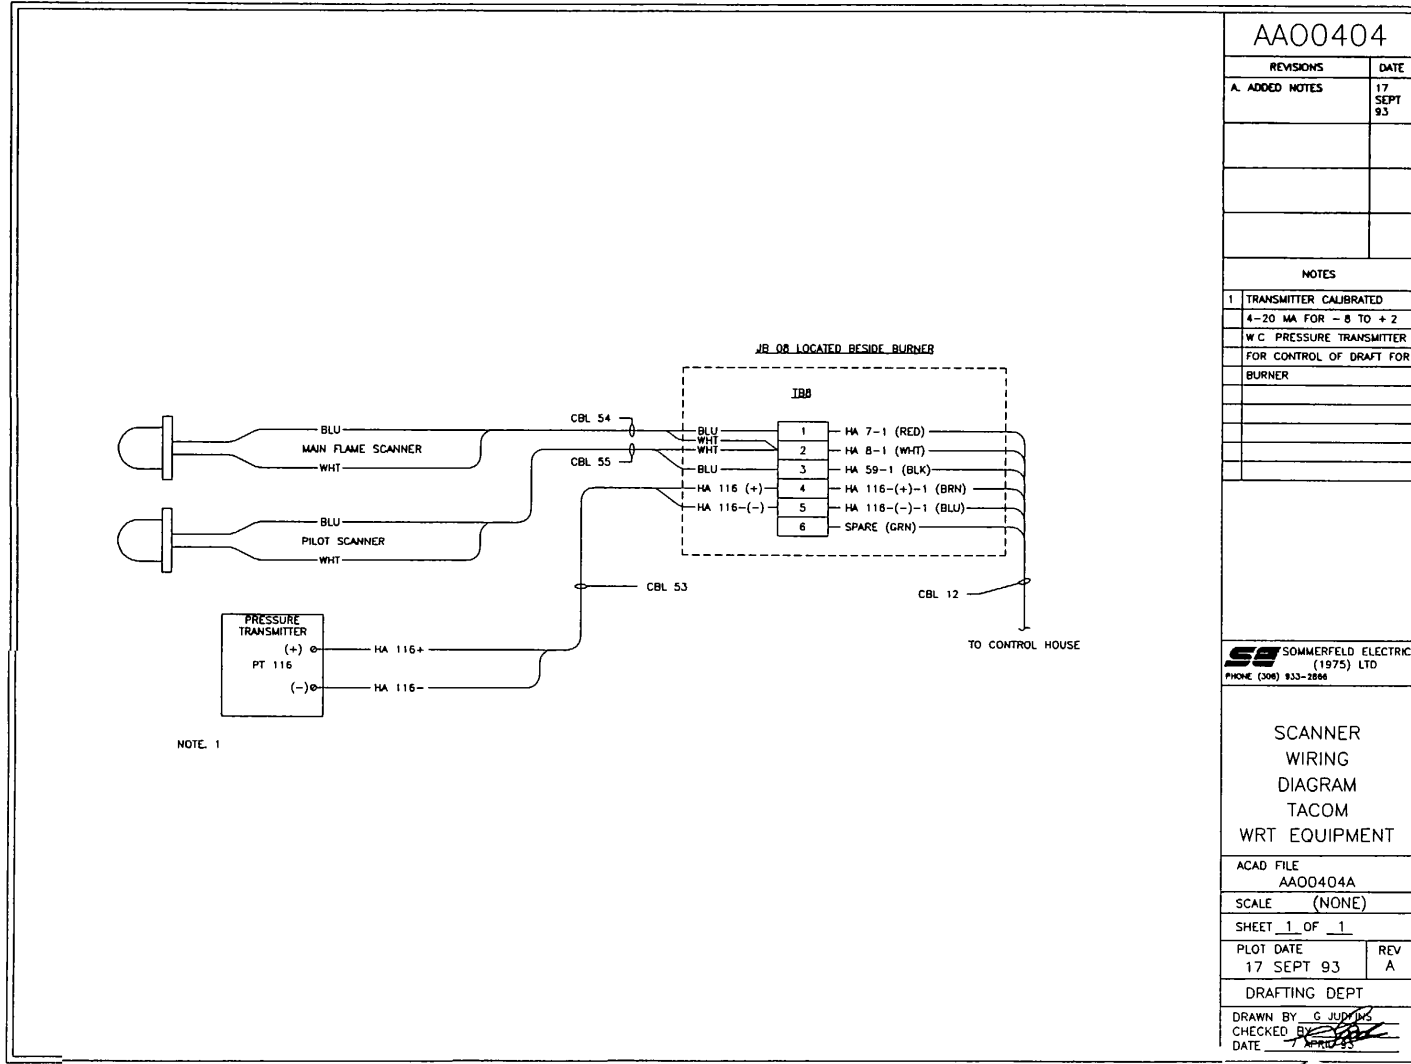 AAO0404
REVISIONS DATE
A. ADDED NOTES 17 SEPT 93
NOTES
1 TRANSMITTER CALIBRATED
4-20 MA FOR - 8 TO + 2
W C PRESSURE TRANSMITTER
FOR CONTROL OF DRAFT FOR
BURNER
JB 08 LOCATED BESIDE BURNER
TB8
CBL 54
CBL 55
BLU
MAIN FLAME SCANNER
WHT
BLU
PILOT SCANNER
WHT
BLU 1 HA 7-1 (RED)
WHT
WHT 2 HA 8-1 (WHT)
BLU 3 HA 59-1 (BLK)
HA 116 (+) 4 HA 116-(+)-1 (BRN)
HA 116-(-) 5 HA 116-(-)-1 (BLU)
6 SPARE (GRN)
CBL 53
CBL 12
TO CONTROL HOUSE
PRESSURE
TRANSMITTER
(+) HA 116+
PT 116
(-) HA 116-
NOTE. 1
SE SOMMERFELD ELECTRIC
(1975) LTD
PHONE (306) 933-2866
SCANNER
WIRING
DIAGRAM
TACOM
WRT EQUIPMENT
ACAD FILE
AAO0404A
SCALE (NONE)
SHEET 1 OF 1
PLOT DATE REV
17 SEPT 93 A
DRAFTING DEPT
DRAWN BY G
CHECKED BY
DATE APRIL 93